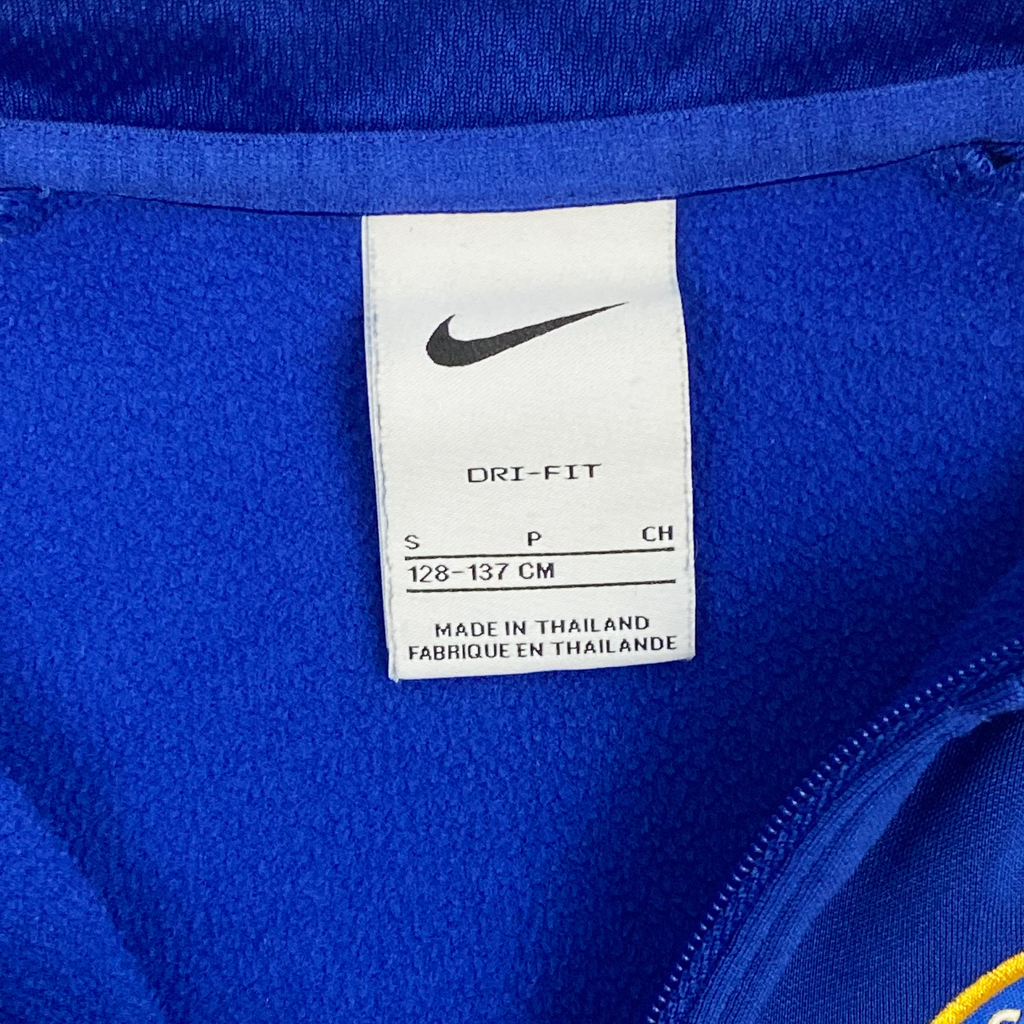 DRI-FIT
S P CH
128-137 CM
MADE IN THAILAND
FABRIQUE EN THAILANDE